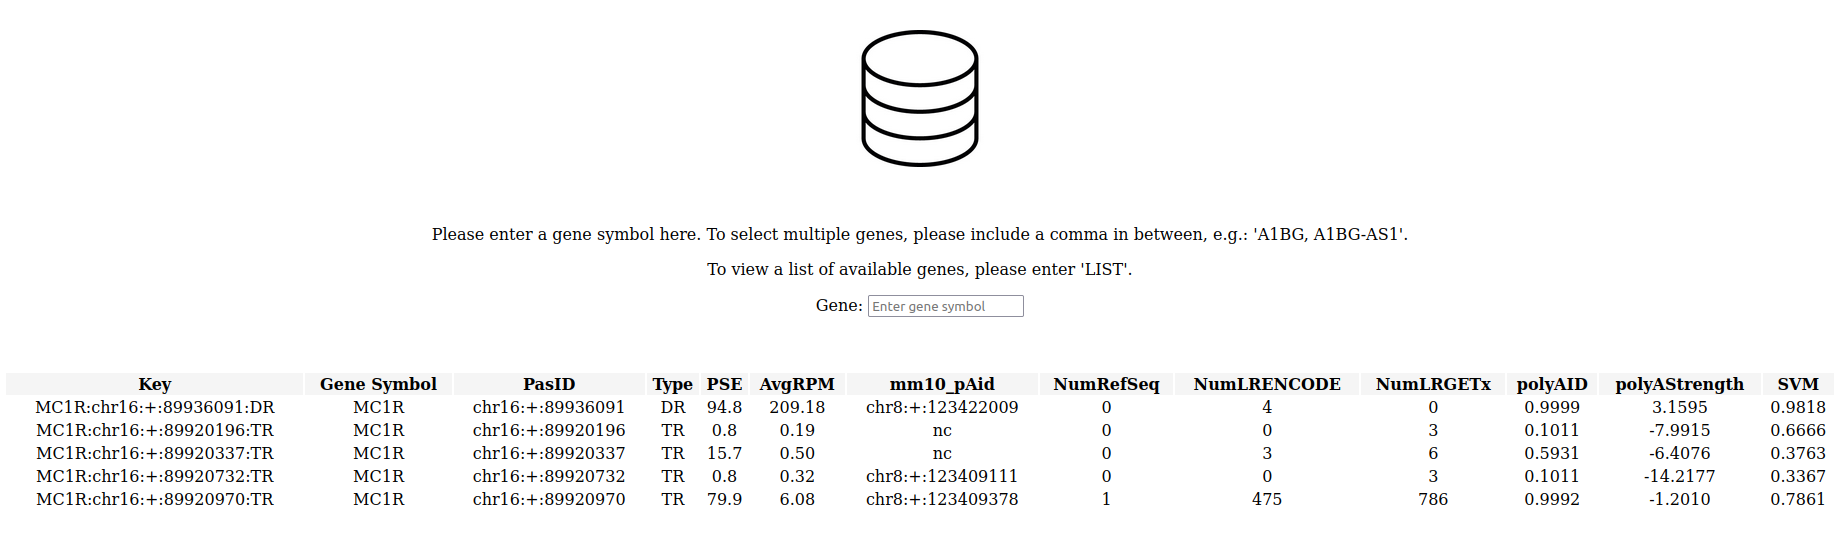 Please enter a gene symbol here. To select multiple genes, please include a comma in between, e.g.: 'A1BG, A1BG-AS1'.
To view a list of available genes, please enter 'LIST'.
Gene: Enter gene symbol
Key Gene Symbol PasID Type PSE AvgRPM mm10_pAid NumRefSeq NumLRENCODE NumLRGETx polyAID polyAStrength SVM
MC1R:chr16:+:89936091:DR MC1R chr16:+:89936091 DR 94.8 209.18 chr8:+:123422009 0 4 0 0.9999 3.1595 0.9818
MC1R:chr16:+:89920196:TR MC1R chr16:+:89920196 TR 0.8 0.19 nc 0 0 3 0.1011 -7.9915 0.6666
MC1R:chr16:+:89920337:TR MC1R chr16:+:89920337 TR 15.7 0.50 nc 0 3 6 0.5931 -6.4076 0.3763
MC1R:chr16:+:89920732:TR MC1R chr16:+:89920732 TR 0.8 0.32 chr8:+:123409111 0 0 3 0.1011 -14.2177 0.3367
MC1R:chr16:+:89920970:TR MC1R chr16:+:89920970 TR 79.9 6.08 chr8:+:123409378 1 475 786 0.9992 -1.2010 0.7861